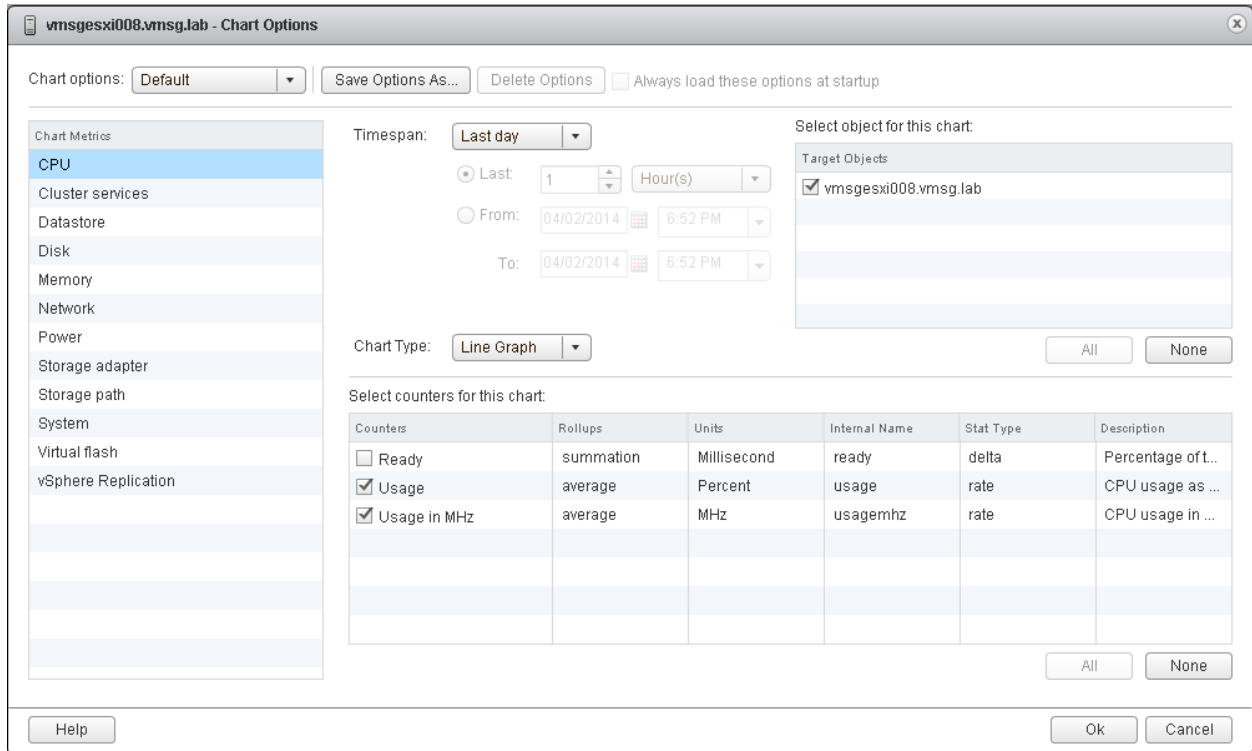 vmsgesxi008.vmsg.lab - Chart Options
Chart options: Default Save Options As... Delete Options Always load these options at startup
Chart Metrics
CPU
Cluster services
Datastore
Disk
Memory
Network
Power
Storage adapter
Storage path
System
Virtual flash
vSphere Replication
Timespan: Last day
Last: 1 Hour(s)
From: 04/02/2014 6:52 PM
To: 04/02/2014 6:52 PM
Chart Type: Line Graph
Select object for this chart:
Target Objects
vmsgesxi008.vmsg.lab
All None
Select counters for this chart:
Counters Rollups Units Internal Name Stat Type Description
Ready summation Millisecond ready delta Percentage of t...
Usage average Percent usage rate CPU usage as ...
Usage in MHz average MHz usagemhz rate CPU usage in ...
All None
Help Ok Cancel